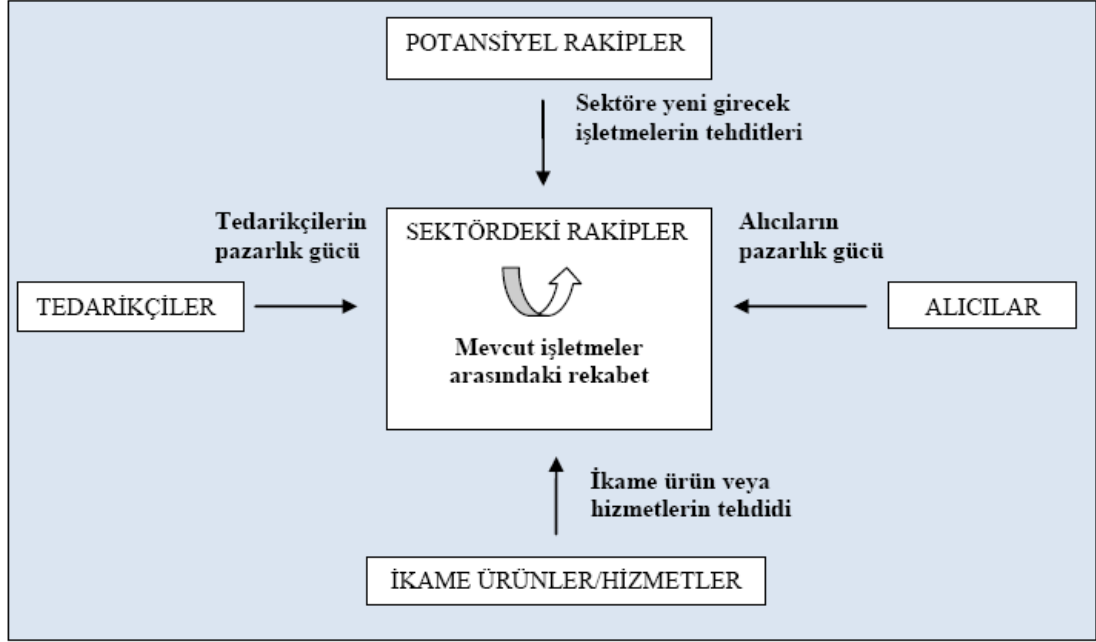 POTANSİYEL RAKİPLER
Sektöre yeni girecek
işletmelerin tehditleri
Tedarikçilerin
pazarlık gücü
SEKTÖRDEKİ RAKİPLER
Alıcıların
pazarlık gücü
TEDARİKÇİLER
ALICILAR
Mevcut işletmeler
arasındaki rekabet
İkame ürün veya
hizmetlerin tehdidi
İKAME ÜRÜNLER/HİZMETLER